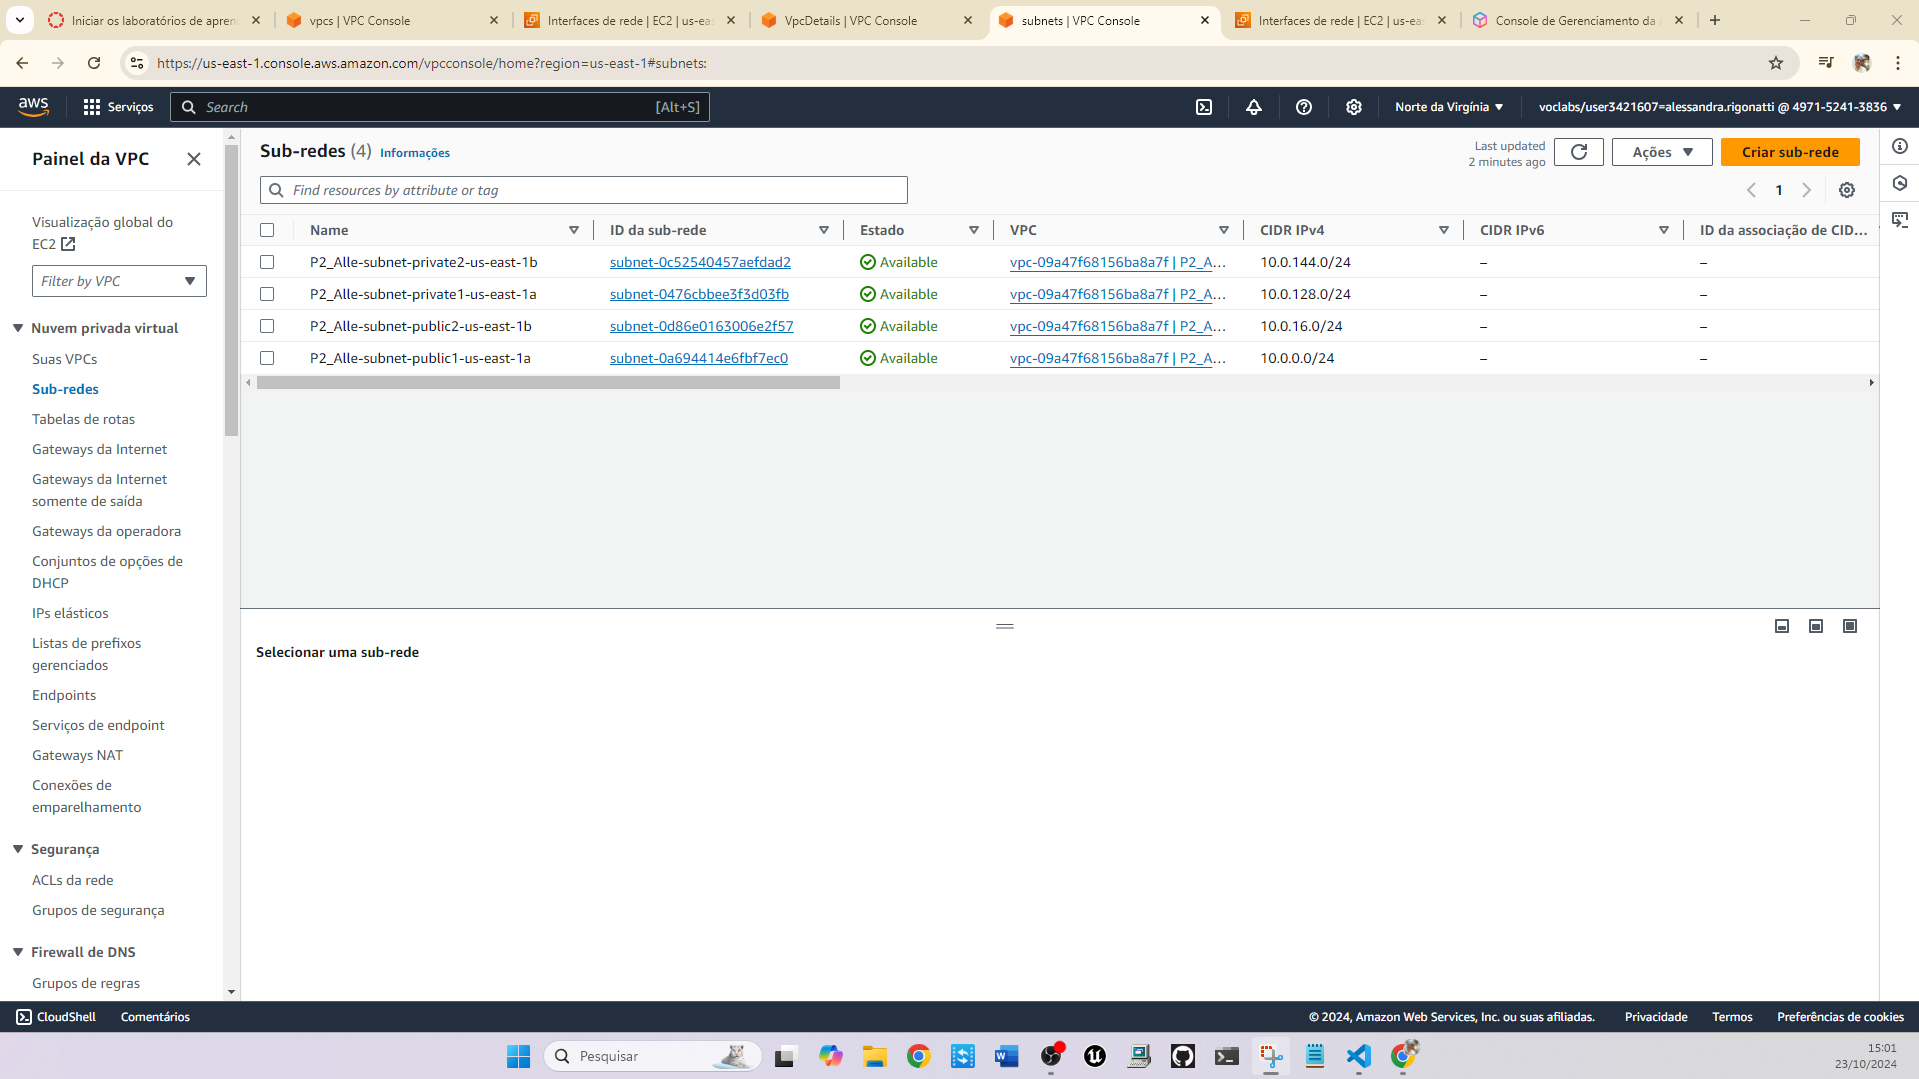 Iniciar os laboratórios de apren
vpcs | VPC Console
Interfaces de rede | EC2 | us-eas
VpcDetails | VPC Console
subnets | VPC Console
Interfaces de rede | EC2 | us-eas
Console de Gerenciamento da A
https://us-east-1.console.aws.amazon.com/vpcconsole/home?region=us-east-1#subnets:
aws
Serviços
Search [Alt+S]
Norte da Virgínia
voclabs/user3421607=alessandra.rigonatti @ 4971-5241-3836
Painel da VPC
Visualização global do
EC2
Filter by VPC
Nuvem privada virtual
Suas VPCs
Sub-redes
Tabelas de rotas
Gateways da Internet
Gateways da Internet
somente de saída
Gateways da operadora
Conjuntos de opções de
DHCP
IPs elásticos
Listas de prefixos
gerenciados
Endpoints
Serviços de endpoint
Gateways NAT
Conexões de
emparelhamento
Segurança
ACLs da rede
Grupos de segurança
Firewall de DNS
Grupos de regras
Sub-redes (4) Informações
Last updated
2 minutes ago
Ações
Criar sub-rede
Find resources by attribute or tag
1
Name ID da sub-rede Estado VPC CIDR IPv4 CIDR IPv6 ID da associação de CID...
P2_Alle-subnet-private2-us-east-1b subnet-0c52540457aefdad2 Available vpc-09a47f68156ba8a7f | P2_A... 10.0.144.0/24 – –
P2_Alle-subnet-private1-us-east-1a subnet-0476cbbee3f3d03fb Available vpc-09a47f68156ba8a7f | P2_A... 10.0.128.0/24 – –
P2_Alle-subnet-public2-us-east-1b subnet-0d86e0163006e2f57 Available vpc-09a47f68156ba8a7f | P2_A... 10.0.16.0/24 – –
P2_Alle-subnet-public1-us-east-1a subnet-0a694414e6fbf7ec0 Available vpc-09a47f68156ba8a7f | P2_A... 10.0.0.0/24 – –
Selecionar uma sub-rede
CloudShell Comentários
© 2024, Amazon Web Services, Inc. ou suas afiliadas. Privacidade Termos Preferências de cookies
Pesquisar
15:01
23/10/2024